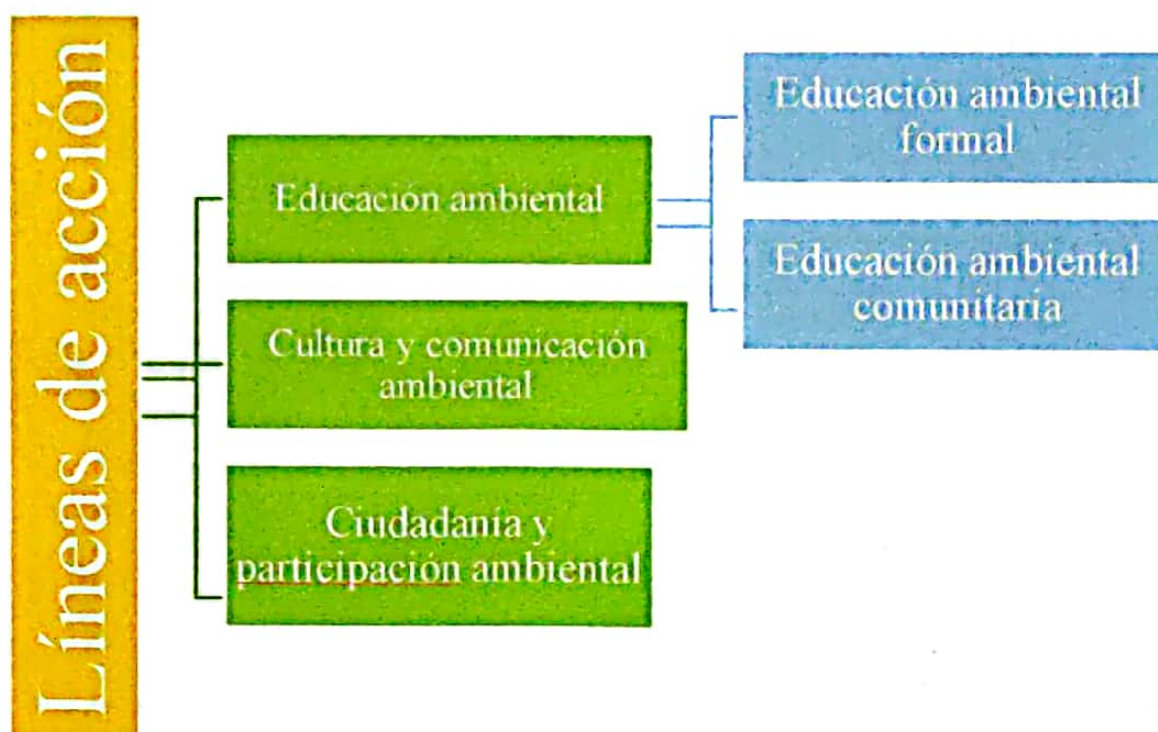 Líneas de acción
Educación ambiental
Educación ambiental
formal
Educación ambiental
comunitaria
Cultura y comunicación
ambiental
Ciudadanía y
participación ambiental